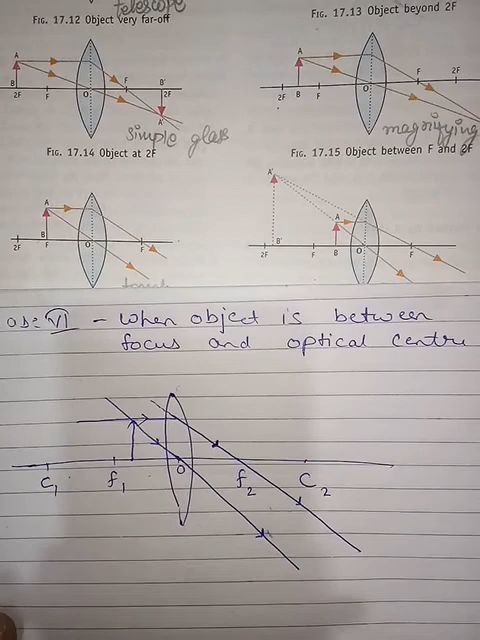 telescope
FIG. 17.12 Object very far-off
FIG. 17.13 Object beyond 2F
A
B
2F
F
O
F
B'
2F
A'
A
2F
B
F
O
F
2F
simple glass
magnifying
FIG. 17.14 Object at 2F
FIG. 17.15 Object between F and 2F
A
2F
B
F
O
F
A'
2F
B'
A
B
F
O
F
VI – when object is between
focus and optical centre
C1
f1
O
f2
C2